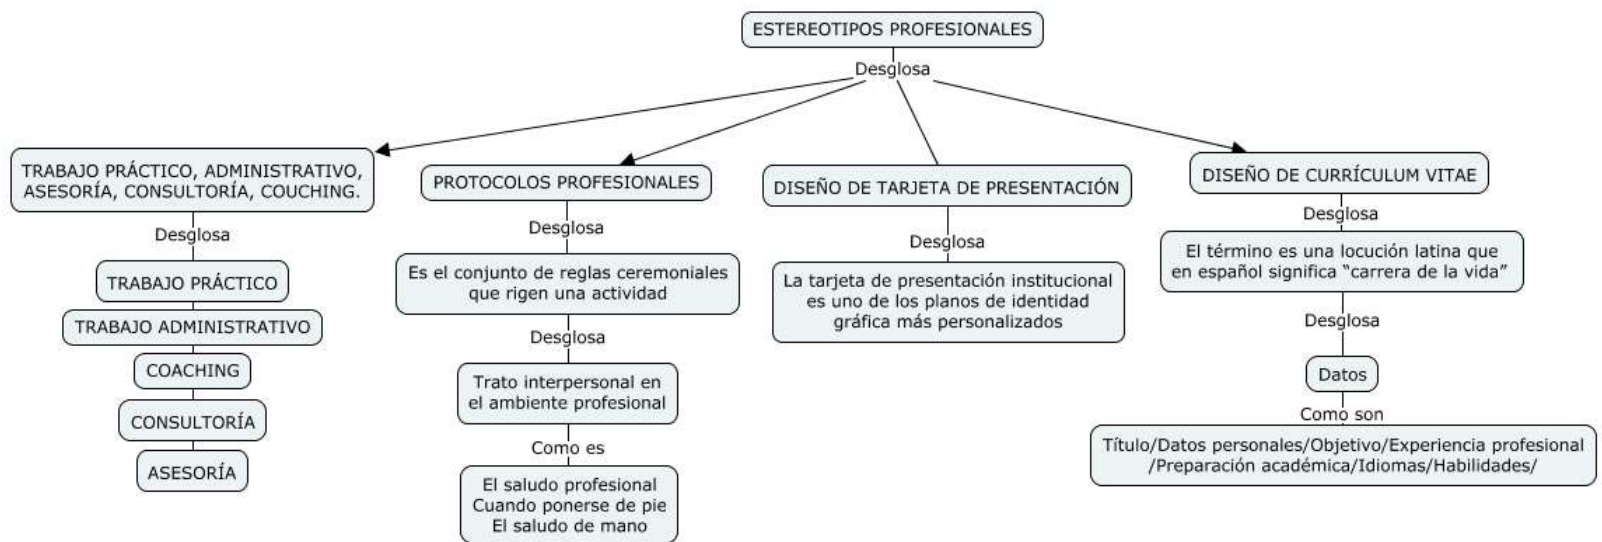 ESTEREOTIPOS PROFESIONALES
Desglosa
TRABAJO PRÁCTICO, ADMINISTRATIVO,
ASESORÍA, CONSULTORÍA, COUCHING.
Desglosa
TRABAJO PRÁCTICO
TRABAJO ADMINISTRATIVO
COACHING
CONSULTORÍA
ASESORÍA
PROTOCOLOS PROFESIONALES
Desglosa
Es el conjunto de reglas ceremoniales
que rigen una actividad
Desglosa
Trato interpersonal en
el ambiente profesional
Como es
El saludo profesional
Cuando ponerse de pie
El saludo de mano
DISEÑO DE TARJETA DE PRESENTACIÓN
Desglosa
La tarjeta de presentación institucional
es uno de los planos de identidad
gráfica más personalizados
DISEÑO DE CURRÍCULUM VITAE
Desglosa
El término es una locución latina que
en español significa “carrera de la vida”
Desglosa
Datos
Como son
Título/Datos personales/Objetivo/Experiencia profesional
/Preparación académica/Idiomas/Habilidades/